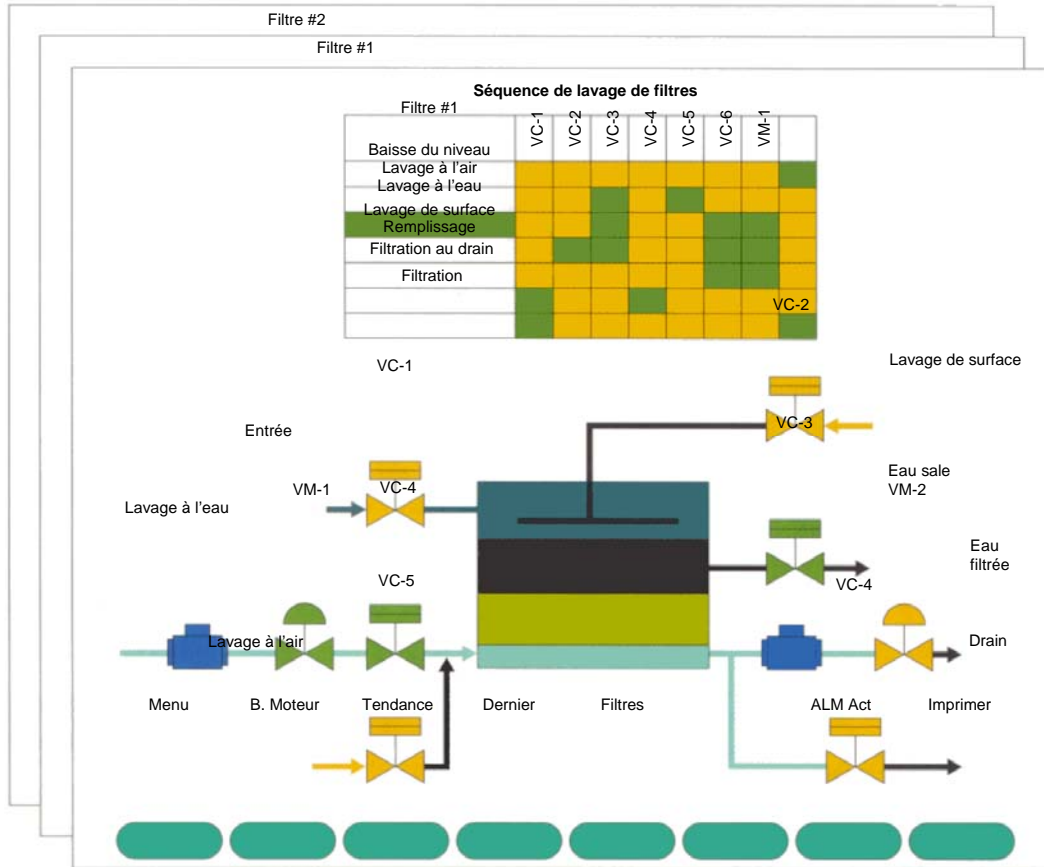 Filtre #2
Filtre #1
Séquence de lavage de filtres
Filtre #1
VC-1
VC-2
VC-3
VC-4
VC-5
VC-6
VM-1
Baisse du niveau
Lavage à l'air
Lavage à l'eau
Lavage de surface
Remplissage
Filtration au drain
Filtration
VC-2
VC-1
Lavage de surface
VC-3
Entrée
Eau sale
VM-1
VC-4
VM-2
Lavage à l'eau
Eau
filtrée
VC-5
VC-4
Lavage à l'air
Drain
Menu
B. Moteur
Tendance
Dernier
Filtres
ALM Act
Imprimer